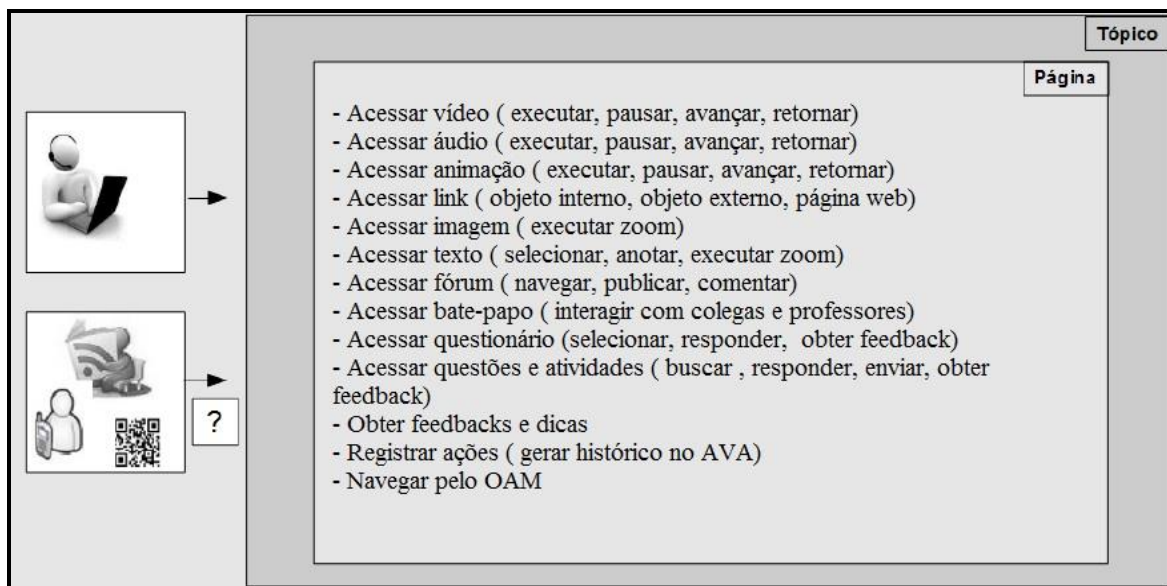 Tópico
Página
- Acessar vídeo ( executar, pausar, avançar, retornar)
- Acessar áudio ( executar, pausar, avançar, retornar)
- Acessar animação ( executar, pausar, avançar, retornar)
- Acessar link ( objeto interno, objeto externo, página web)
- Acessar imagem ( executar zoom)
- Acessar texto ( selecionar, anotar, executar zoom)
- Acessar fórum ( navegar, publicar, comentar)
- Acessar bate-papo ( interagir com colegas e professores)
- Acessar questionário (selecionar, responder,  obter feedback)
- Acessar questões e atividades ( buscar , responder, enviar, obter
feedback)
- Obter feedbacks e dicas
- Registrar ações ( gerar histórico no AVA)
- Navegar pelo OAM
?